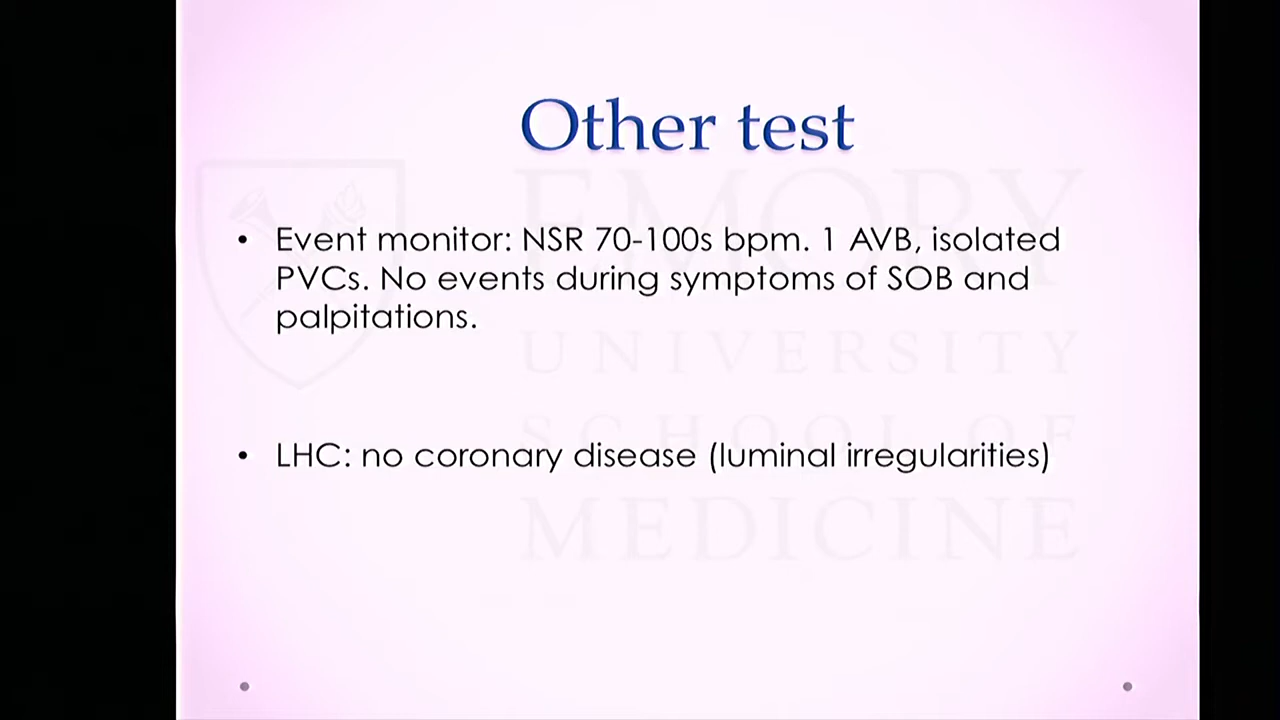 Other test
• Event monitor: NSR 70-100s bpm. 1 AVB, isolated
PVCs. No events during symptoms of SOB and
palpitations.
• LHC: no coronary disease (luminal irregularities)
EMORY
UNIVERSITY
SCHOOL OF
MEDICINE